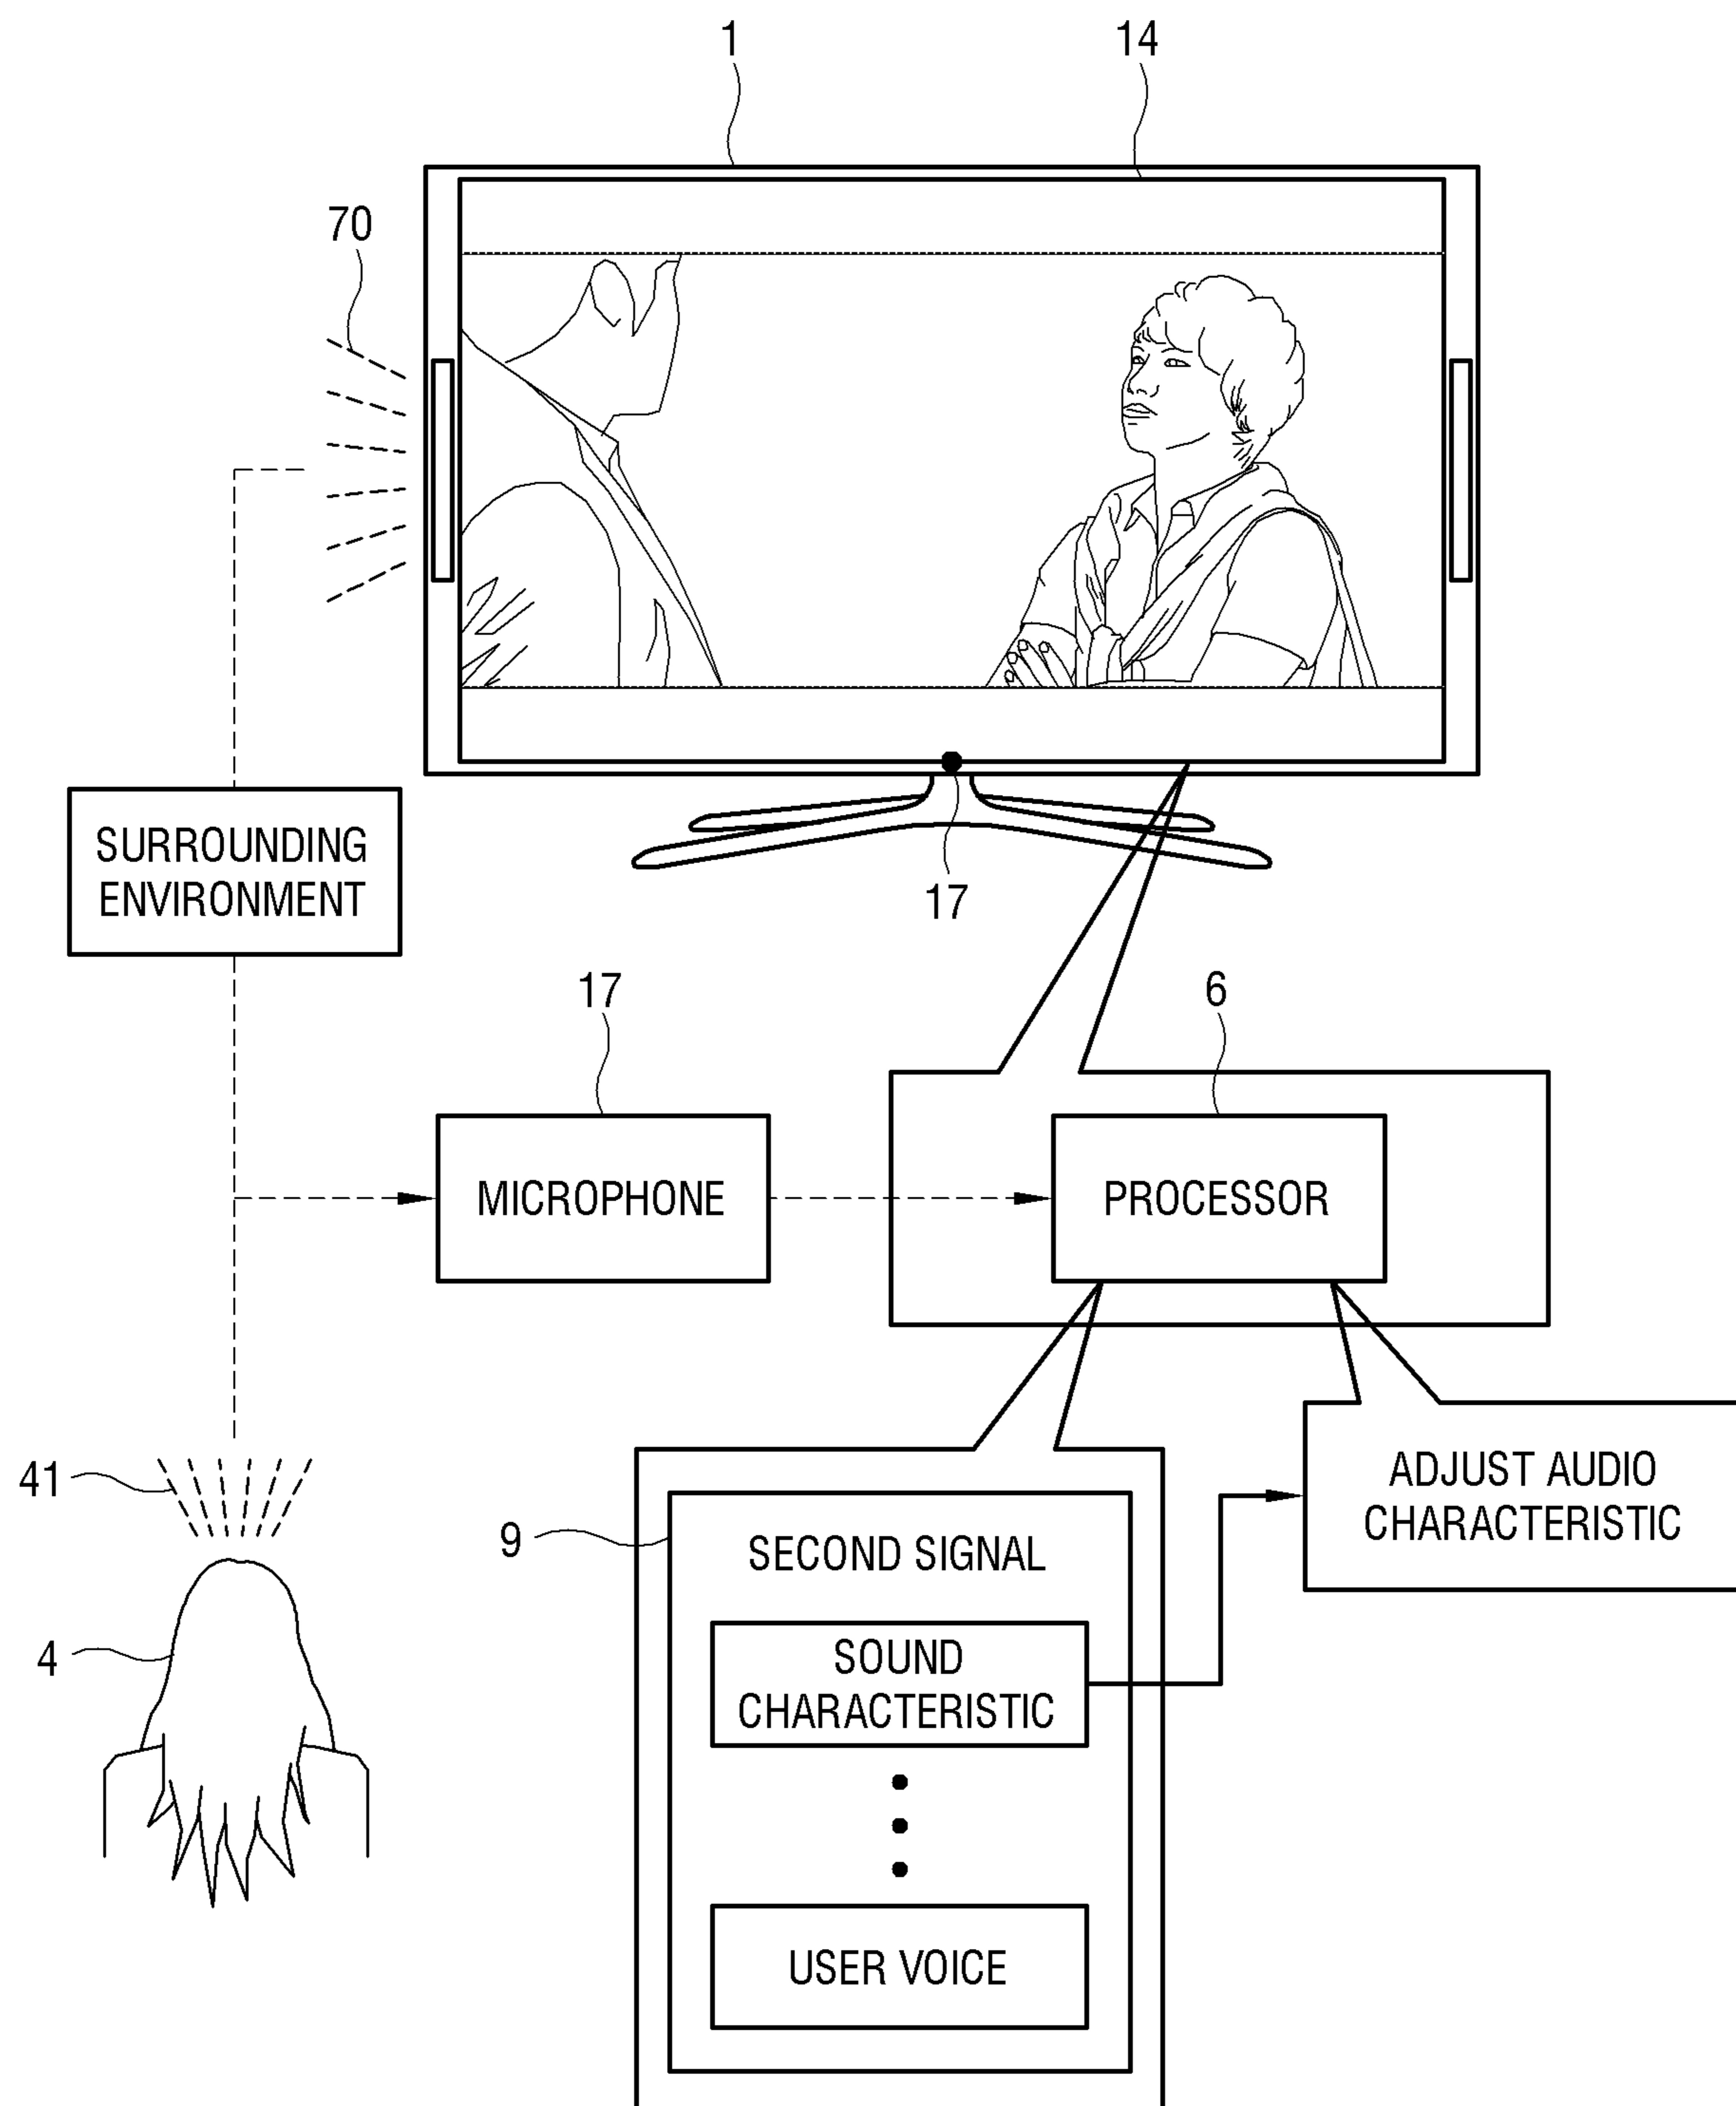 1
14
70
SURROUNDING
ENVIRONMENT
17
17
6
MICROPHONE
PROCESSOR
41
ADJUST AUDIO
CHARACTERISTIC
9
SECOND SIGNAL
4
SOUND
CHARACTERISTIC
USER VOICE